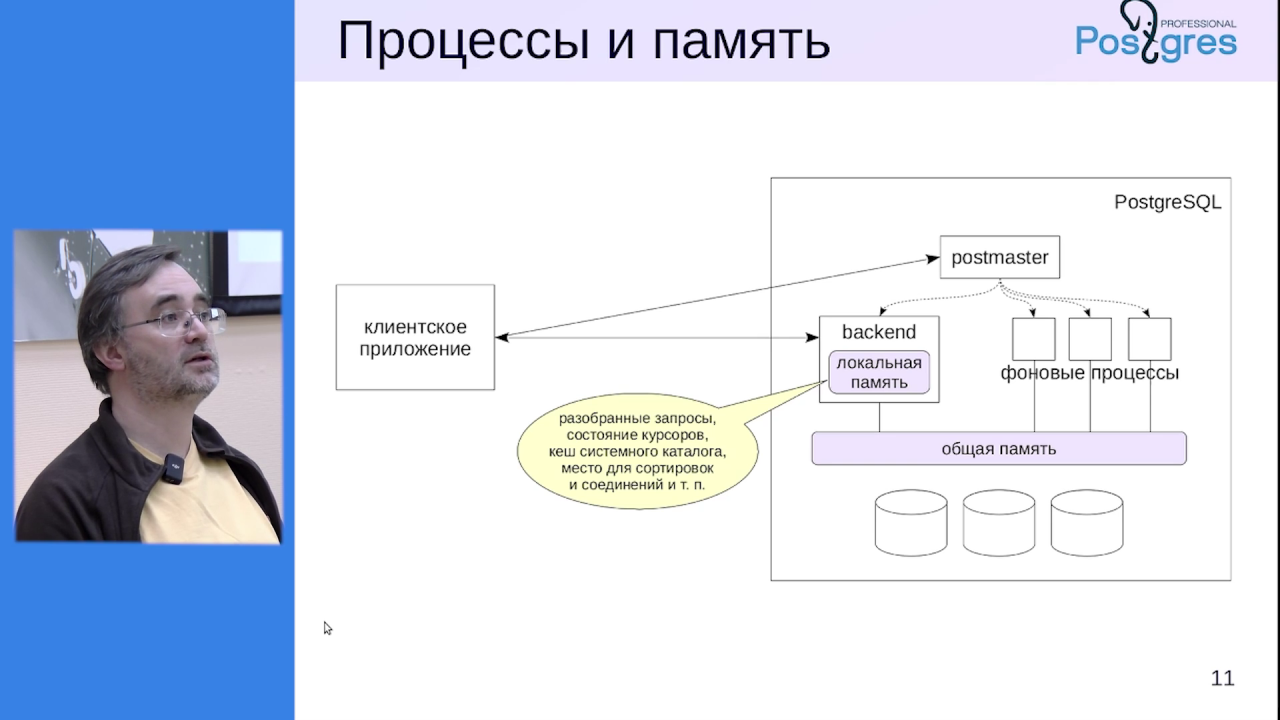 Процессы и память
PROFESSIONAL
Postgres
PostgreSQL
postmaster
клиентское
приложение
backend
локальная
память
фоновые процессы
разобранные запросы,
состояние курсоров,
кеш системного каталога,
место для сортировок
и соединений и т. п.
общая память
11